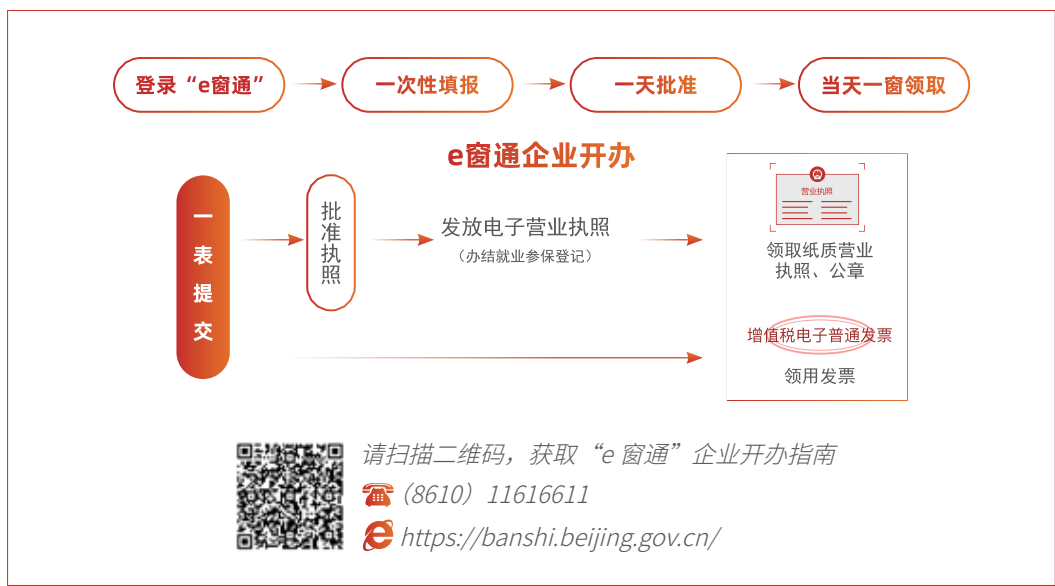 登录“e窗通”
一次性填报
一天批准
当天一窗领取
e窗通企业开办
一表提交
批准执照
发放电子营业执照
（办结就业参保登记）
营业执照
领取纸质营业
执照、公章
增值税电子普通发票
领用发票
请扫描二维码，获取“e 窗通”企业开办指南
（8610）11616611
https://banshi.beijing.gov.cn/